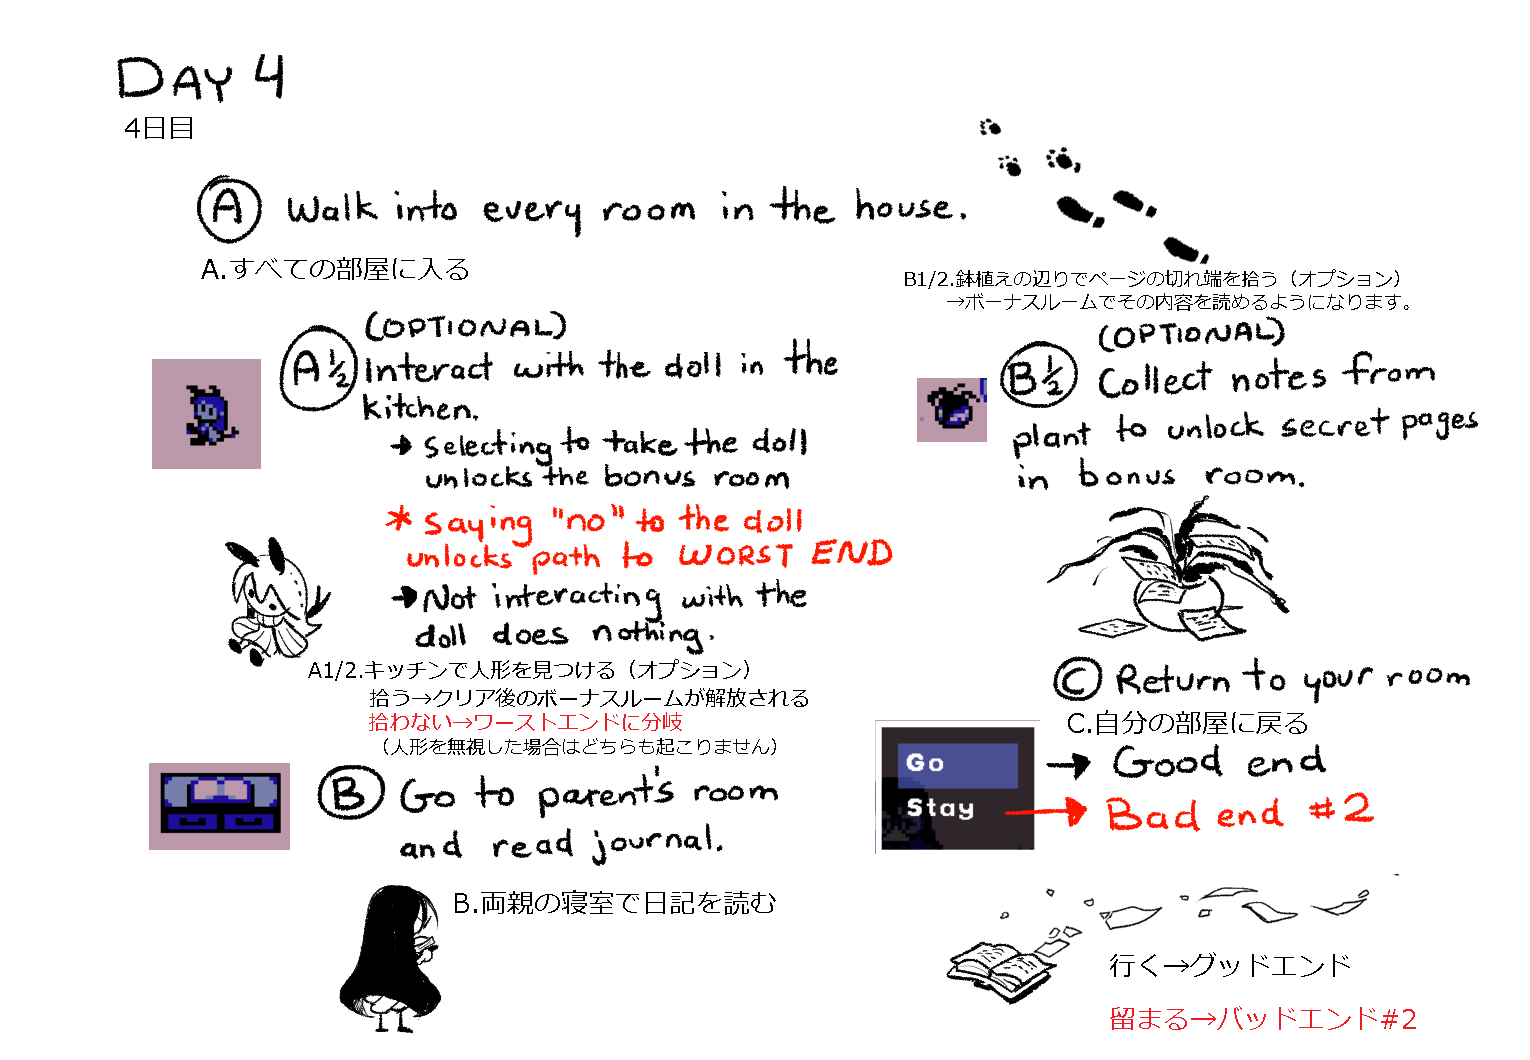 DAY 4
4日目
A Walk into every room in the house.
A.すべての部屋に入る
(OPTIONAL)
A 1/2 Interact with the doll in the
kitchen.
→ Selecting to take the doll
unlocks the bonus room
* Saying "no" to the doll
unlocks path to WORST END
→ Not interacting with the
doll does nothing.
A1/2.キッチンで人形を見つける（オプション）
拾う→クリア後のボーナスルームが解放される
拾わない→ワーストエンドに分岐
（人形を無視した場合はどちらも起こりません）
B Go to parent's room
and read journal.
B.両親の寝室で日記を読む
B1/2.鉢植えの辺りでページの切れ端を拾う（オプション）
→ボーナスルームでその内容を読めるようになります。
(OPTIONAL)
B 1/2 Collect notes from
plant to unlock secret pages
in bonus room.
C Return to your room
C.自分の部屋に戻る
Go → Good end
Stay → Bad end #2
行く→グッドエンド
留まる→バッドエンド#2